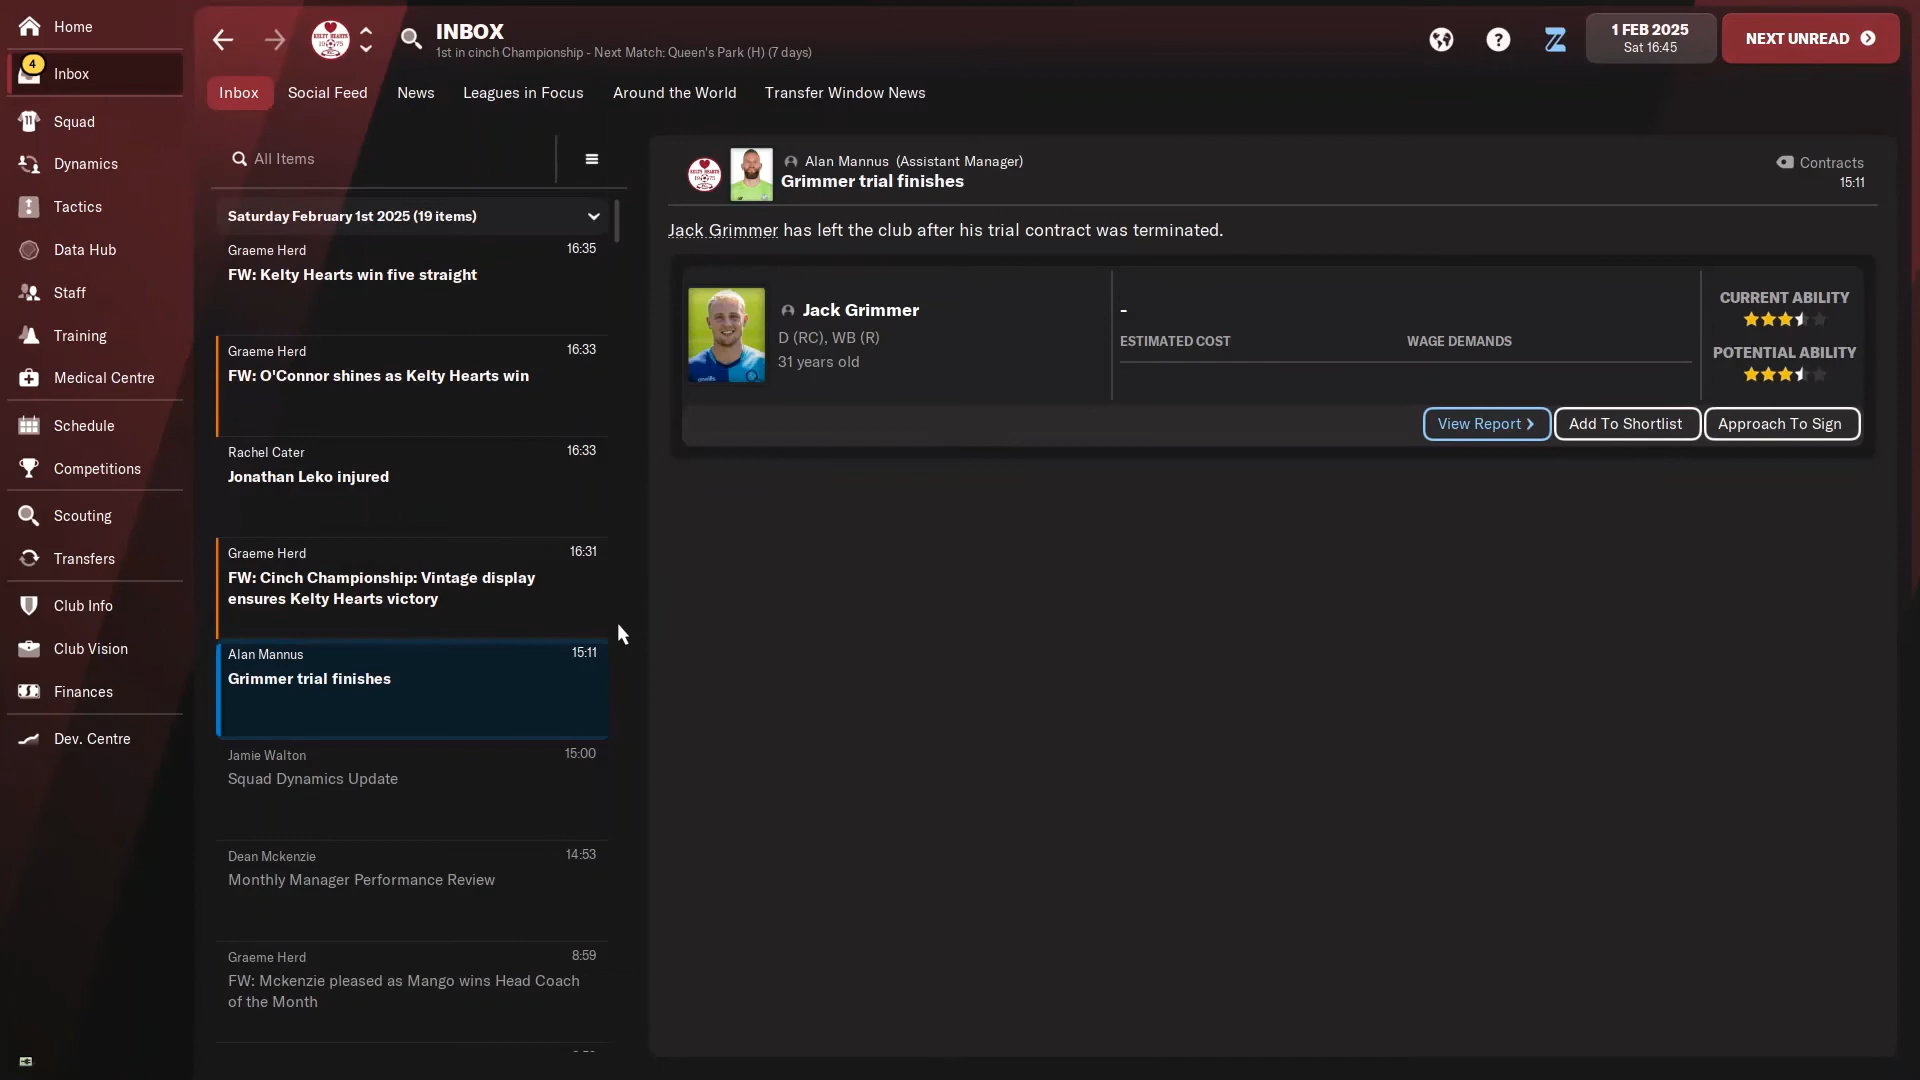 Home
4
Inbox
Squad
Dynamics
Tactics
Data Hub
Staff
Training
Medical Centre
Schedule
Competitions
Scouting
Transfers
Club Info
Club Vision
Finances
Dev. Centre
INBOX
1st in cinch Championship - Next Match: Queen's Park (H) (7 days)
1 FEB 2025
Sat 16:45
NEXT UNREAD
Inbox
Social Feed
News
Leagues in Focus
Around the World
Transfer Window News
All Items
Saturday February 1st 2025 (19 items)
Graeme Herd
16:35
FW: Kelty Hearts win five straight
Graeme Herd
16:33
FW: O'Connor shines as Kelty Hearts win
Rachel Cater
16:33
Jonathan Leko injured
Graeme Herd
16:31
FW: Cinch Championship: Vintage display
ensures Kelty Hearts victory
Alan Mannus
15:11
Grimmer trial finishes
Jamie Walton
15:00
Squad Dynamics Update
Dean Mckenzie
14:53
Monthly Manager Performance Review
Graeme Herd
8:59
FW: Mckenzie pleased as Mango wins Head Coach
of the Month
Alan Mannus (Assistant Manager)
Grimmer trial finishes
Contracts
15:11
Jack Grimmer has left the club after his trial contract was terminated.
Jack Grimmer
D (RC), WB (R)
31 years old
-
ESTIMATED COST
WAGE DEMANDS
CURRENT ABILITY
POTENTIAL ABILITY
View Report
Add To Shortlist
Approach To Sign